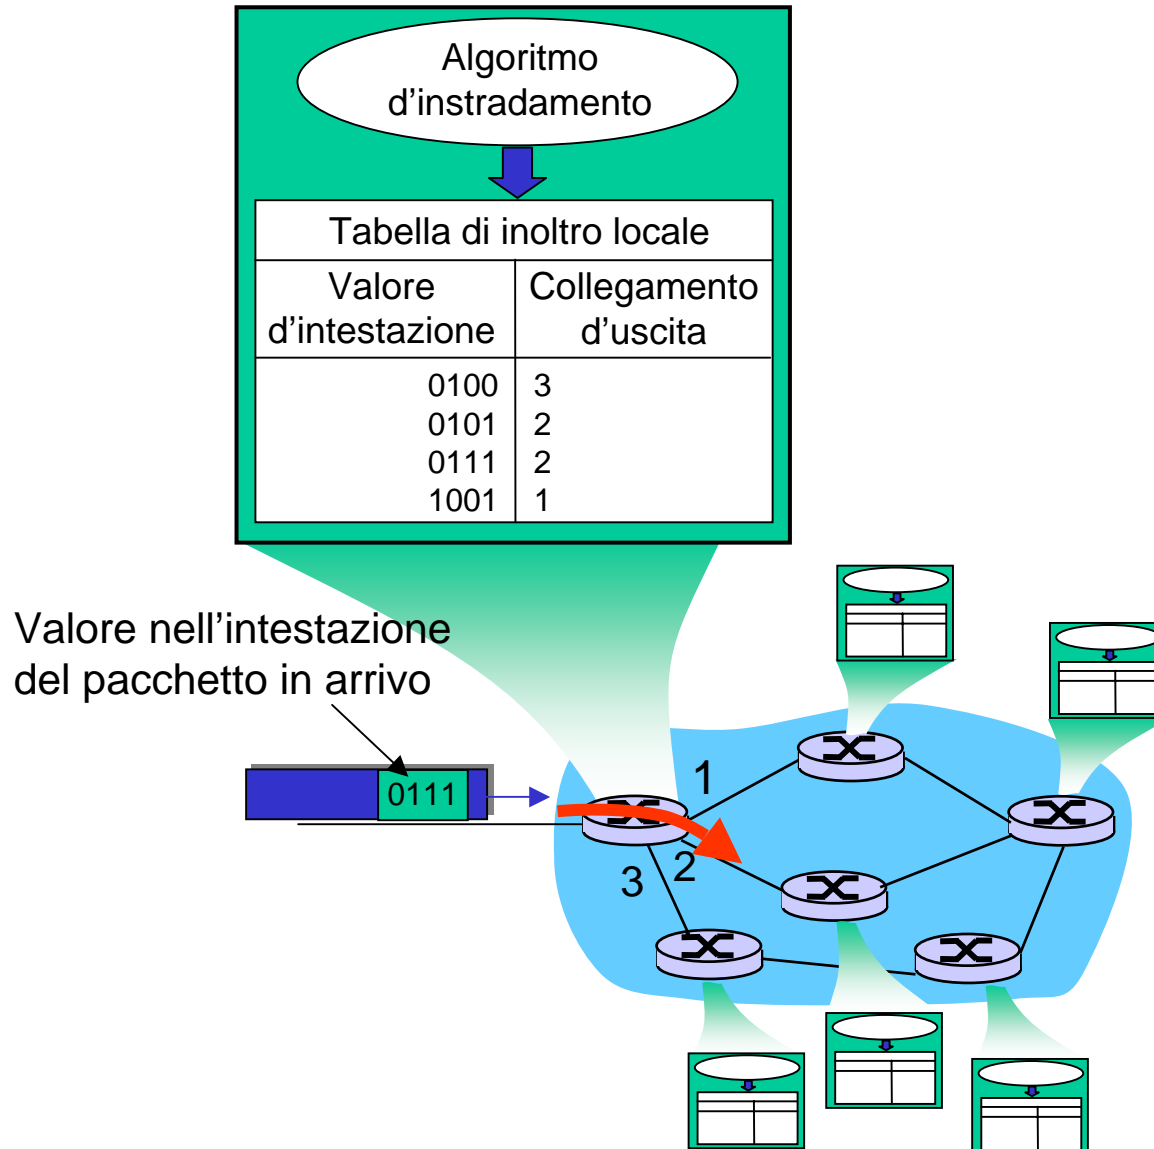 Algoritmo
d’instradamento
Tabella di inoltro locale
Valore
d’intestazione
Collegamento
d’uscita
0100 3
0101 2
0111 2
1001 1
Valore nell’intestazione
del pacchetto in arrivo
0111
1
2
3